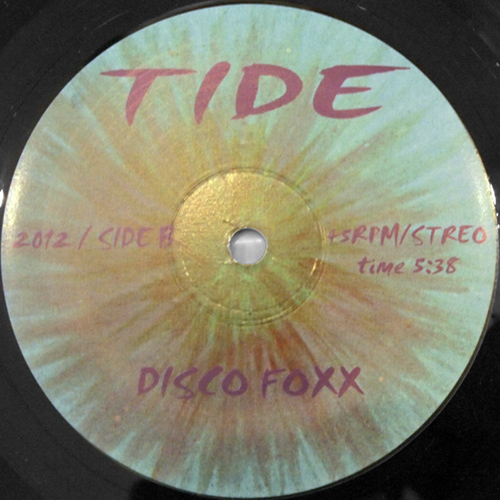 TIDE
2012 / SIDE B
45RPM/STREO
time 5:38
DISCO FOXX